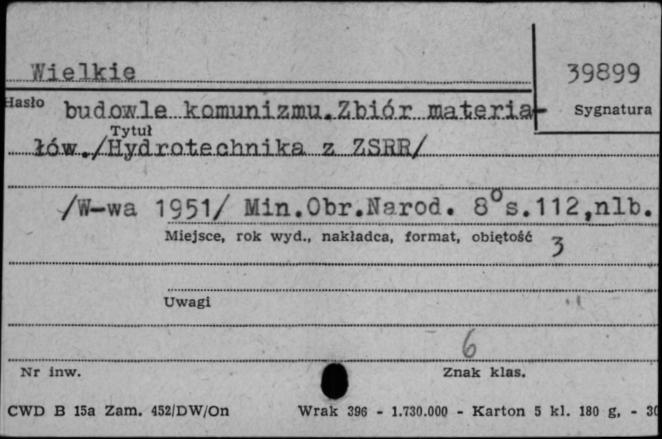 Wielkie
39899
Hasło
budowle komunizmu.Zbiór materia-
Sygnatura
Tytuł
łów./Hydrotechnika z ZSRR/
/W-wa 1951/ Min.Obr.Narod. 8°s.112,nlb.
Miejsce, rok wyd., nakładca, format, objętość 3
Uwagi
6
Nr inw.
Znak klas.
CWD B 15a Zam. 452/DW/On Wrak 396 - 1.730.000 - Karton 5 kl. 180 g, - 30